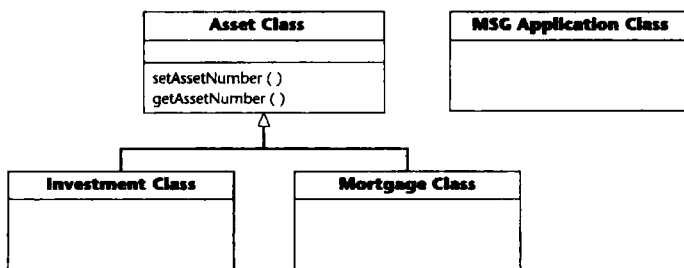 Asset Class
MSG Application Class
setAssetNumber ( )
getAssetNumber ( )
Investment Class
Mortgage Class